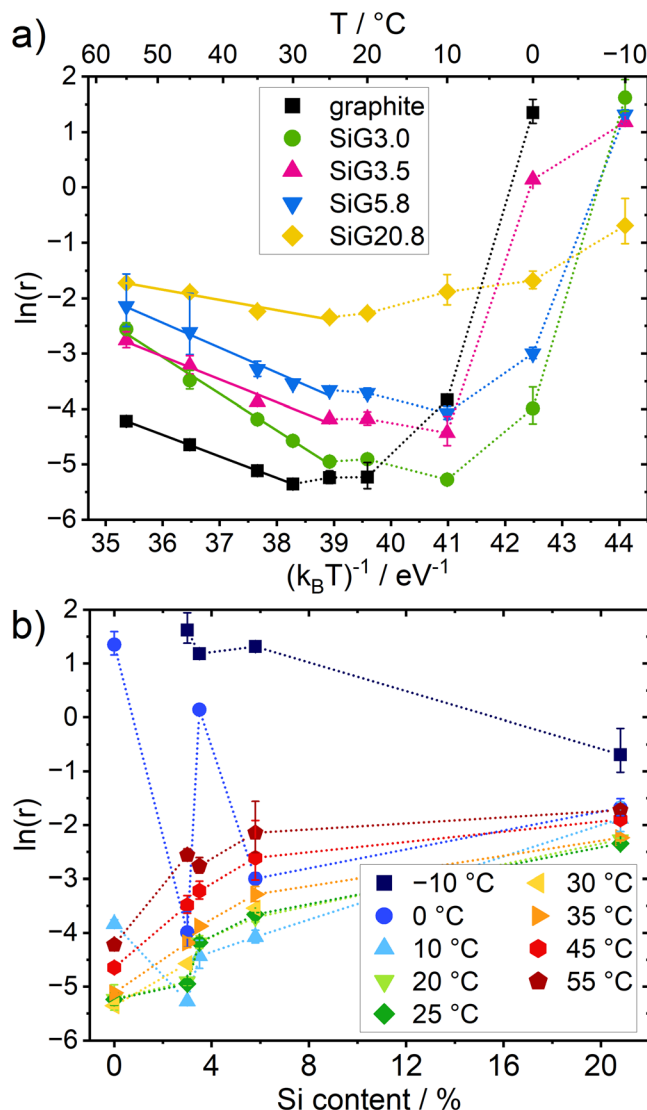 a)
T / °C
60 50 40 30 20 10 0 −10
2
1
0
−1
−2
−3
−4
−5
−6
ln(r)
graphite
SiG3.0
SiG3.5
SiG5.8
SiG20.8
35 36 37 38 39 40 41 42 43 44
(k_BT)⁻¹ / eV⁻¹
b)
2
1
0
−1
−2
−3
−4
−5
−6
ln(r)
−10 °C
0 °C
10 °C
20 °C
25 °C
30 °C
35 °C
45 °C
55 °C
0 4 8 12 16 20
Si content / %